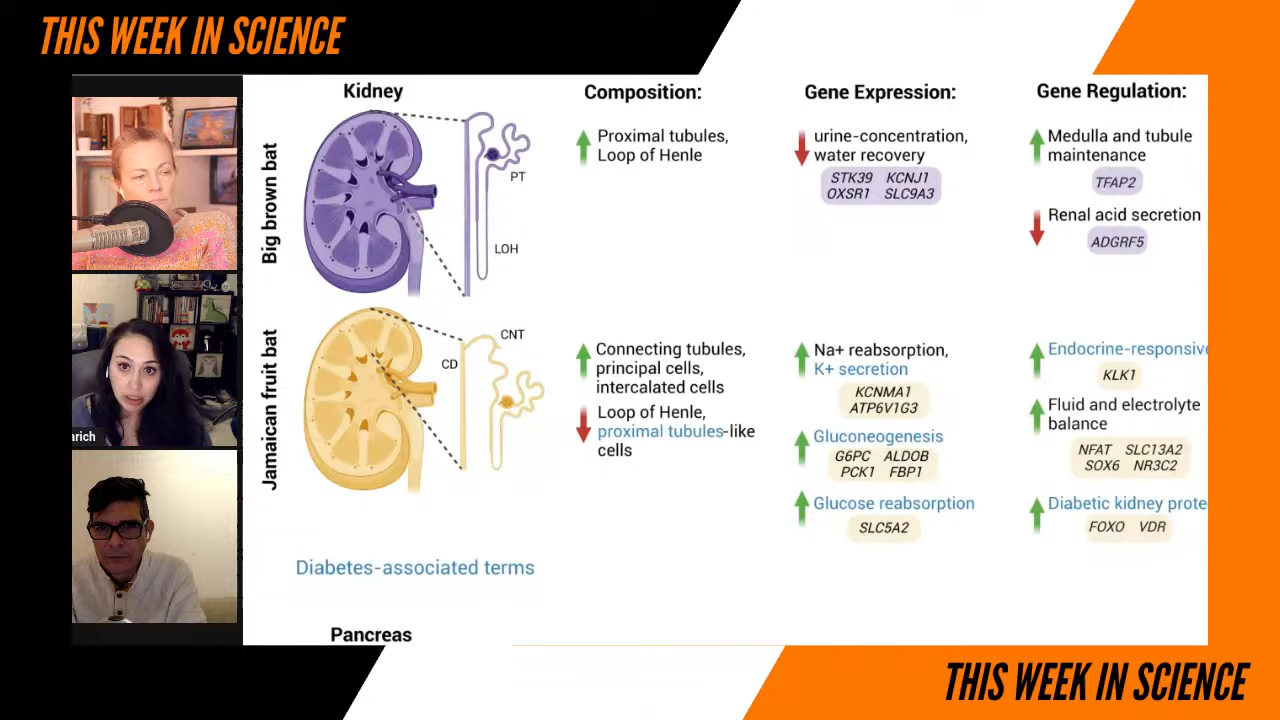 THIS WEEK IN SCIENCE
Kidney
Composition:
Gene Expression:
Gene Regulation:
Big brown bat
PT
LOH
Proximal tubules,
Loop of Henle
urine-concentration,
water recovery
STK39 KCNJ1
OXSR1 SLC9A3
Medulla and tubule
maintenance
TFAP2
Renal acid secretion
ADGRF5
Jamaican fruit bat
CNT
CD
Connecting tubules,
principal cells,
intercalated cells
Loop of Henle,
proximal tubules-like
cells
Na+ reabsorption,
K+ secretion
KCNMA1
ATP6V1G3
Gluconeogenesis
G6PC ALDOB
PCK1 FBP1
Glucose reabsorption
SLC5A2
Endocrine-responsive
KLK1
Fluid and electrolyte
balance
NFAT SLC13A2
SOX6 NR3C2
Diabetic kidney prote
FOXO VDR
Diabetes-associated terms
Pancreas
arich
THIS WEEK IN SCIENCE